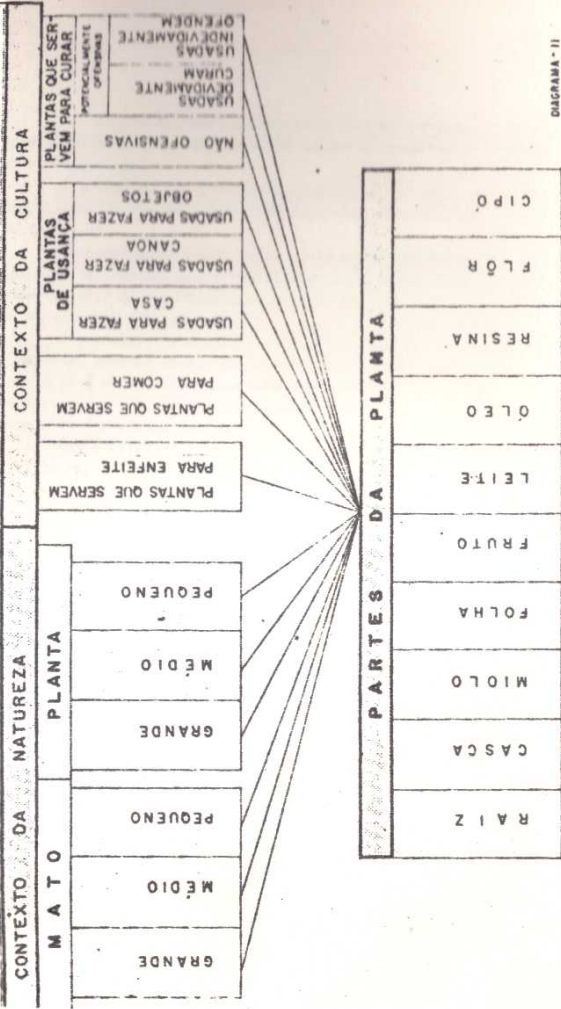 CONTEXTO DA NATUREZA
CONTEXTO DA CULTURA
MATO
PLANTA
GRANDE
MÉDIO
PEQUENO
GRANDE
MÉDIO
PEQUENO
PLANTAS QUE SERVEM
PARA ENFEITE
PLANTAS QUE SERVEM
PARA COMER
PLANTAS
DE USANÇA
USADAS PARA FAZER
CASA
USADAS PARA FAZER
CANOA
USADAS PARA FAZER
OBJETOS
PLANTAS QUE SER-
VEM PARA CURAR
NÃO OFENSIVAS
POTENCIALMENTE
OFENSIVAS
USADAS
DEVIDAMENTE
CURAM
USADAS
INDEVIDAMENTE
OFENDEM
PARTES DA PLANTA
RAIZ
CASCA
MIOLO
FOLHA
FRUTO
LEITE
ÓLEO
RESINA
FLÔR
CIPÓ
DIAGRAMA - II